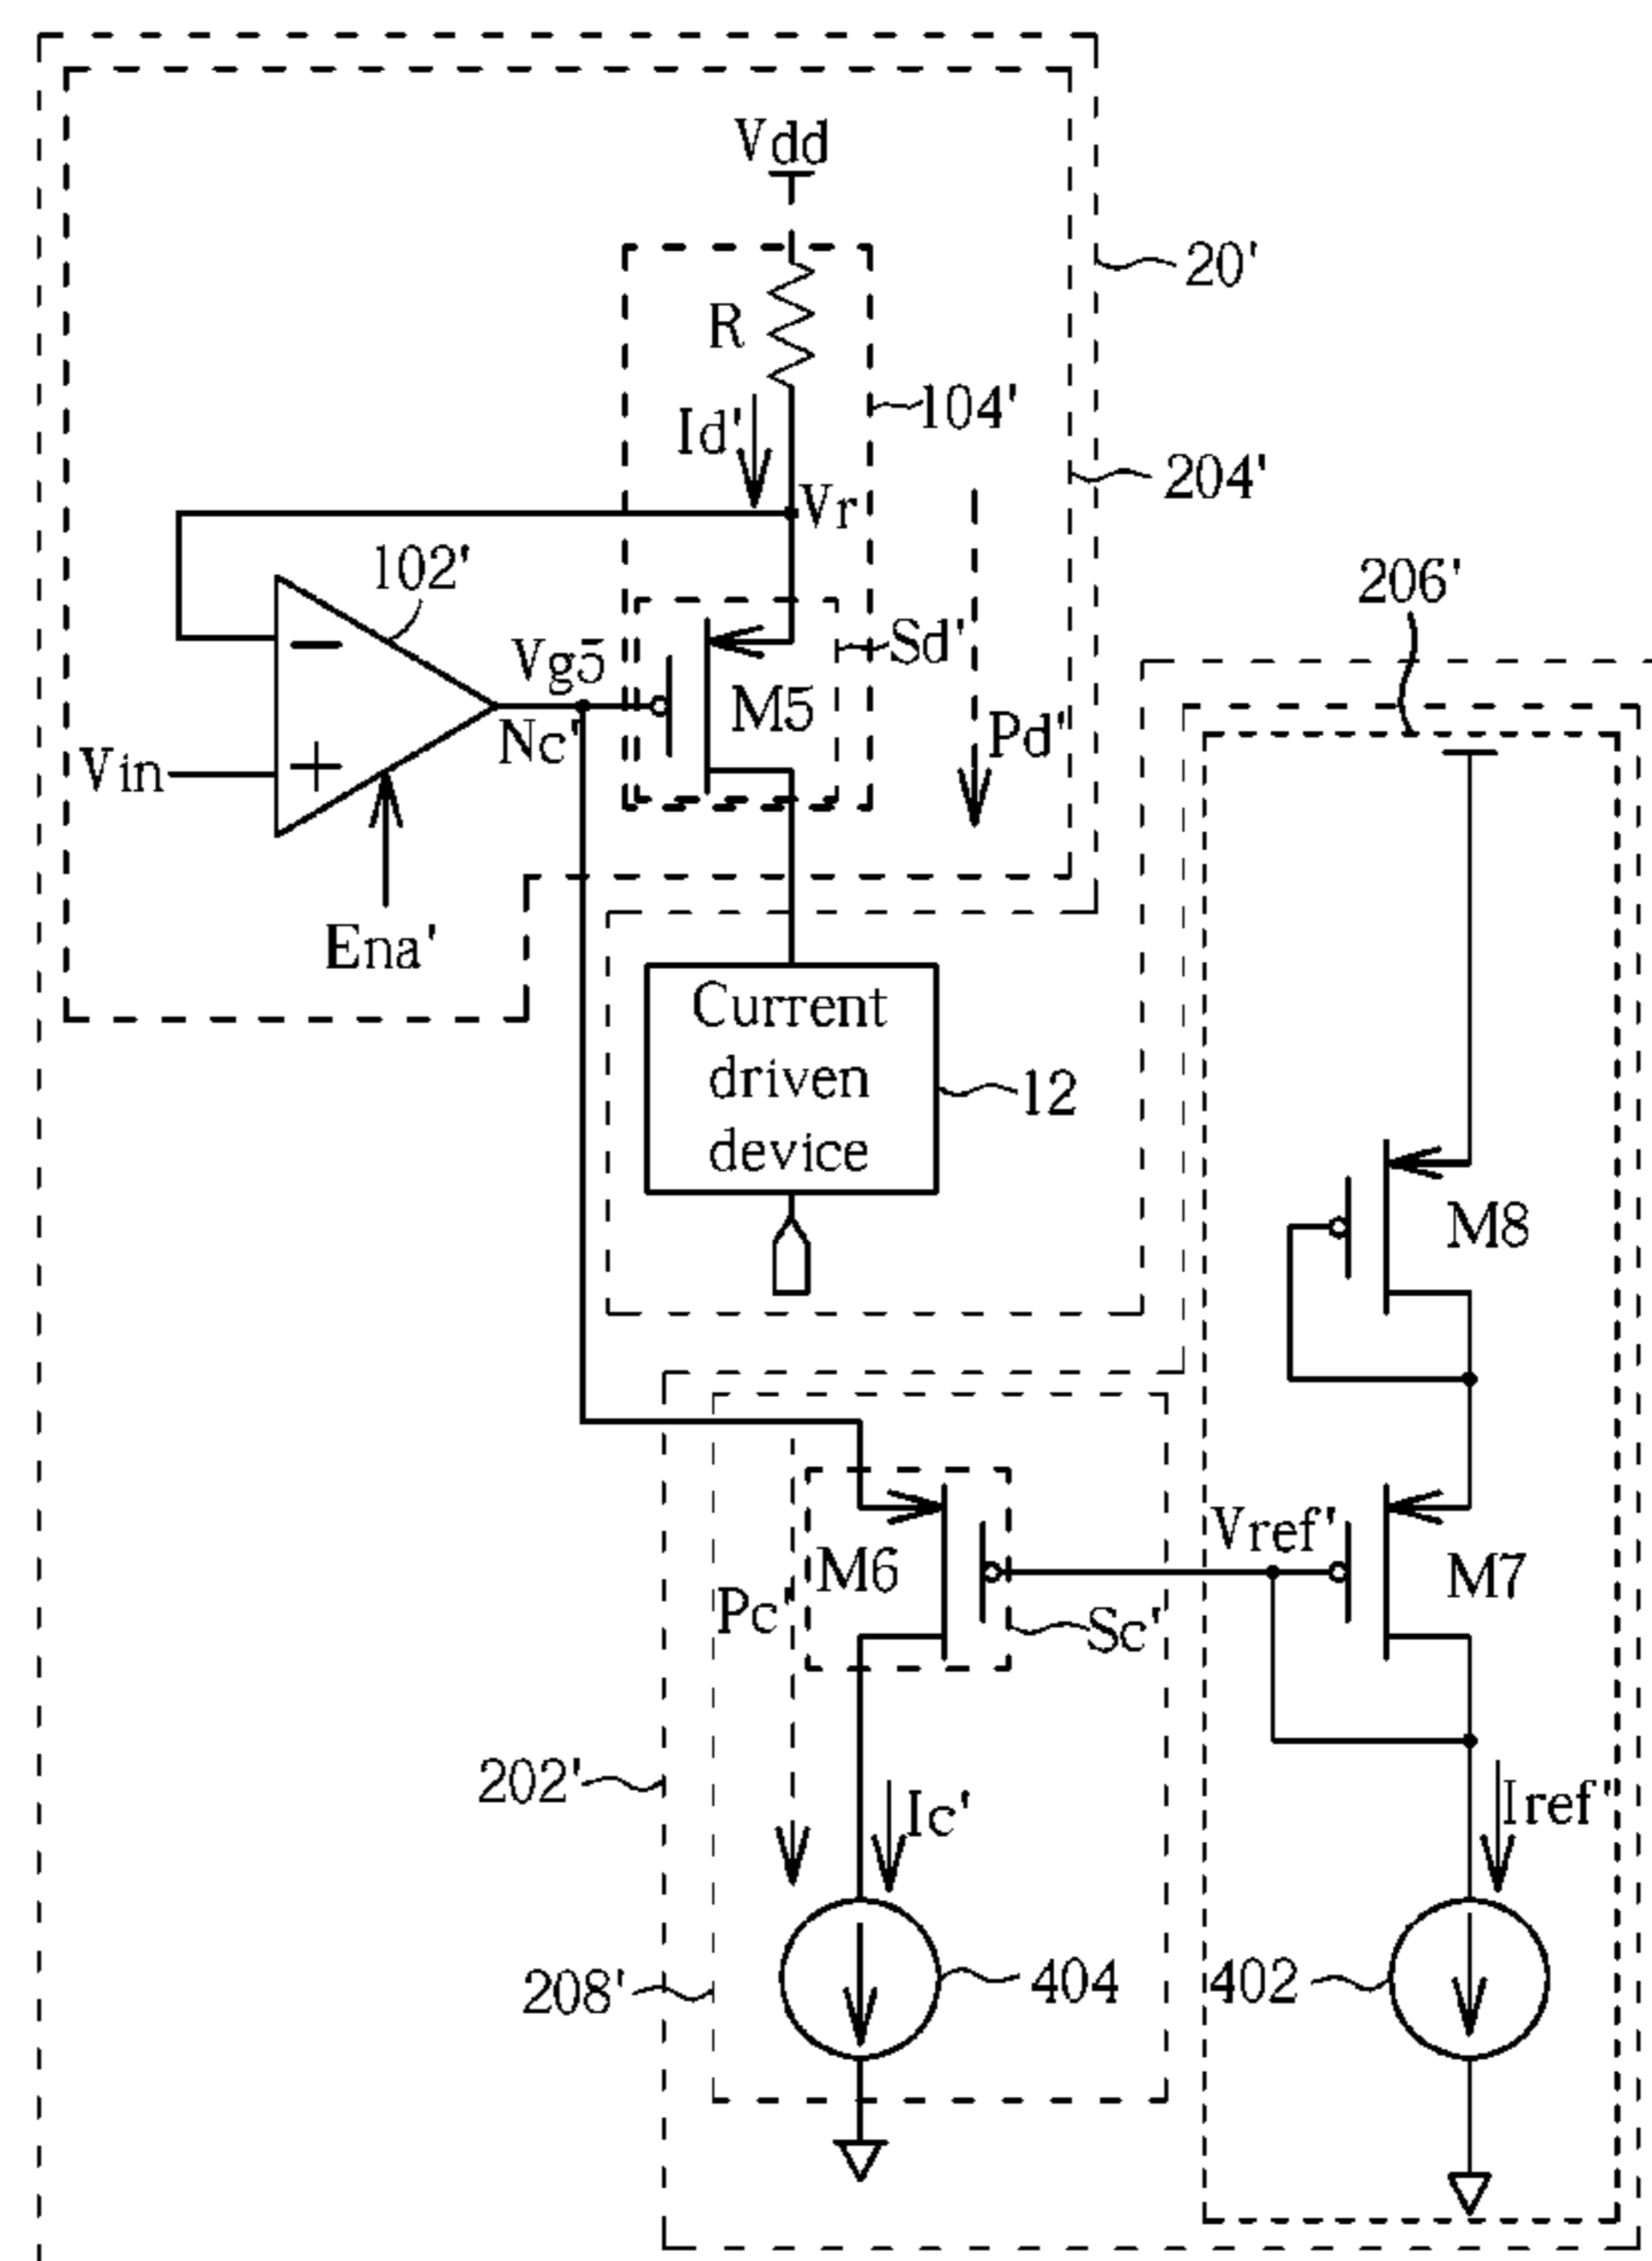 Vdd
20'
R
104'
Id'
204'
Vr
102'
206'
Vg5
Sd'
M5
Nc'
Pd'
−
Vin
+
Ena'
Current
driven
device
12
M8
Vref'
M6
M7
Pc'
Sc'
202'
Ic'
Iref'
208'
404
402